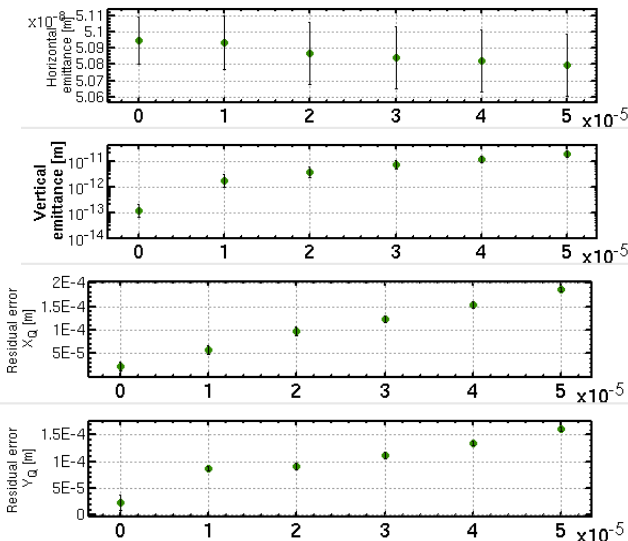 x10⁻⁸
Horizontal emittance [m]
5.11
5.1
5.09
5.08
5.07
5.06
0 1 2 3 4 5 x10-5
Vertical emittance [m]
10-11
10-12
10-13
10-14
0 1 2 3 4 5 x10-5
Residual error XQ [m]
2E-4
1.5E-4
1E-4
5E-5
0 1 2 3 4 5 x10-5
Residual error YQ [m]
1.5E-4
1E-4
5E-5
0
0 1 2 3 4 5 x10-5